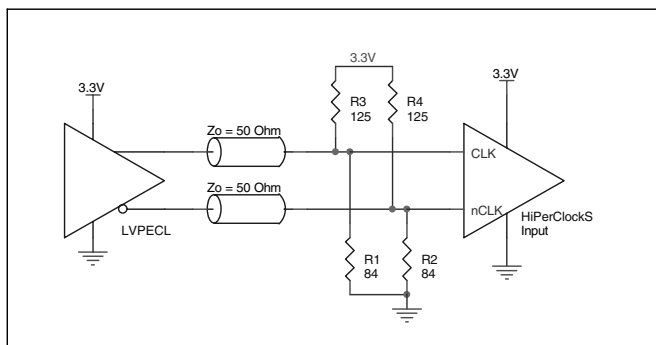 3.3V
3.3V
3.3V
R3
125
R4
125
Zo = 50 Ohm
CLK
Zo = 50 Ohm
nCLK
HiPerClockS
Input
LVPECL
R1
84
R2
84